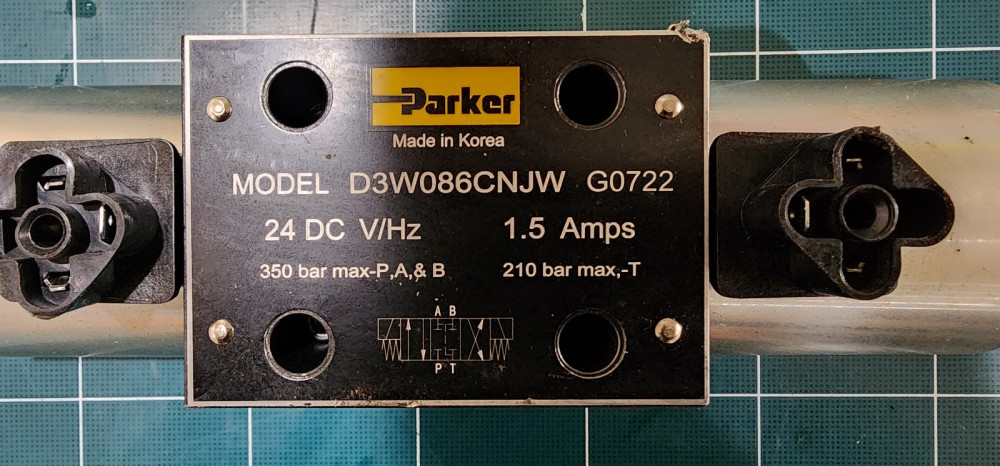 Parker
Made in Korea
MODEL D3W086CNJW G0722
24 DC V/Hz 1.5 Amps
350 bar max-P,A,& B 210 bar max,-T
A B
P T